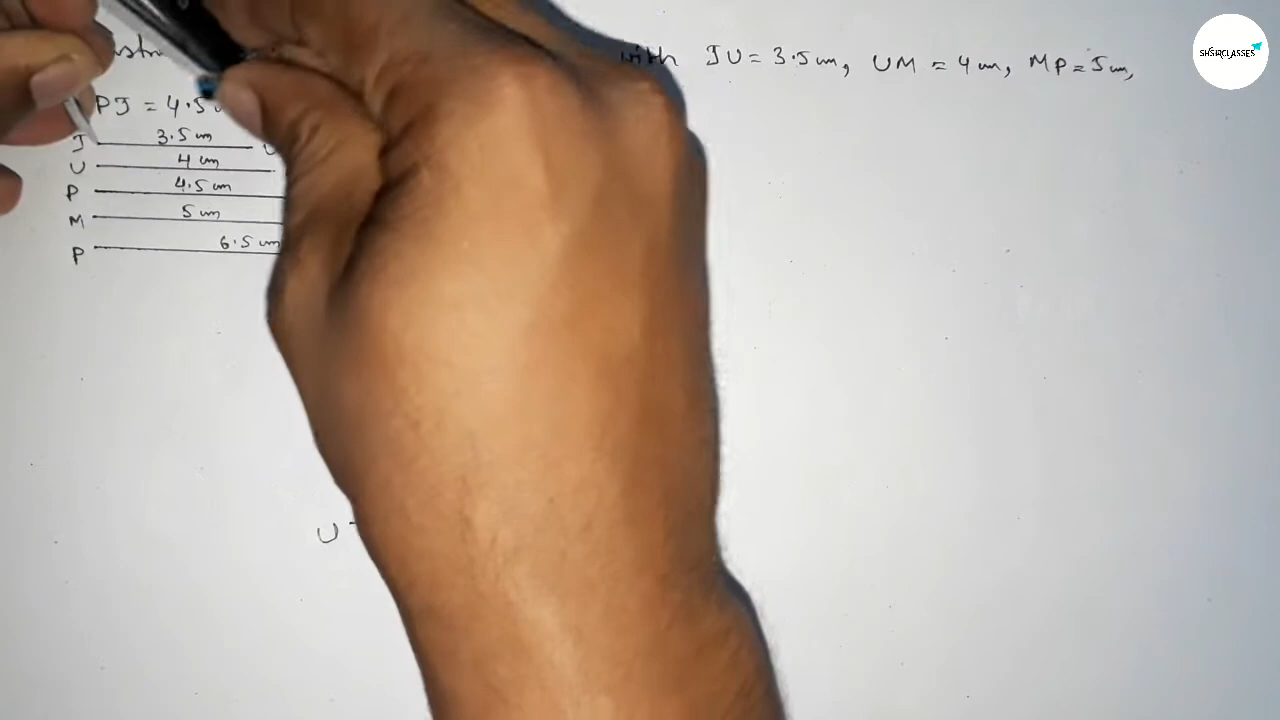 with JU = 3.5 cm, UM = 4 cm, MP = 5 cm,
PJ = 4.5
J 3.5 cm U
U 4 cm
P 4.5 cm
M 5 cm
P 6.5 cm
U
SHSIRCLASSES